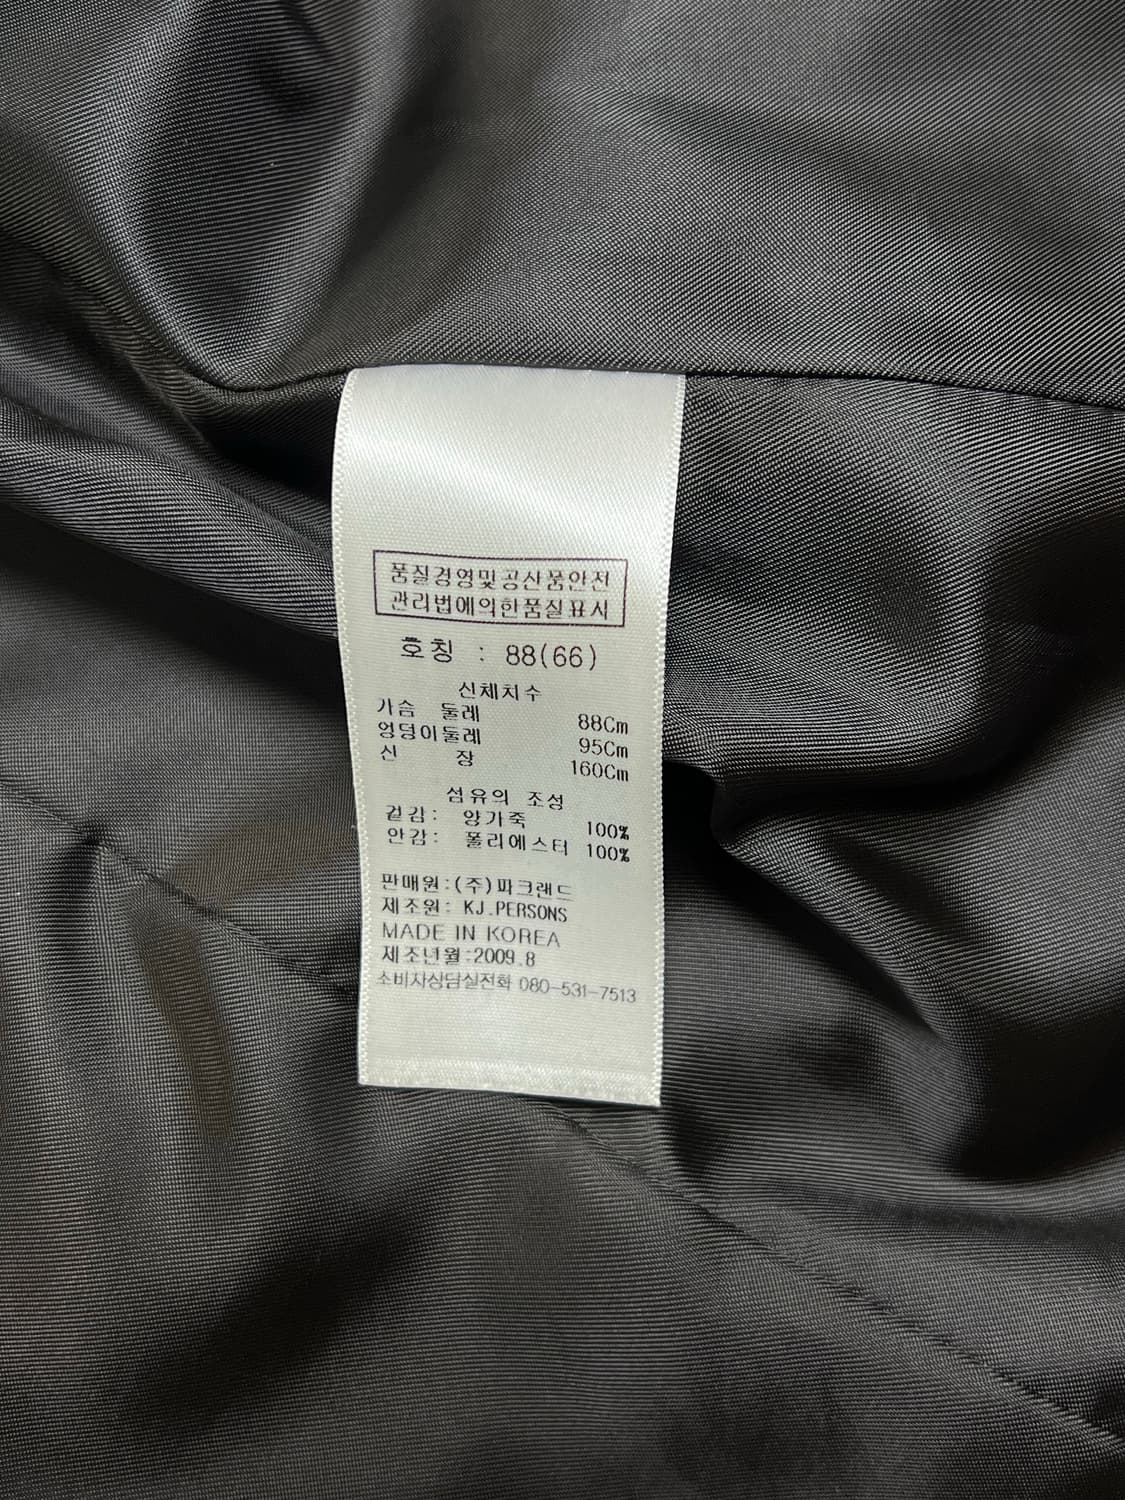 품질경영및공산품안전
관리법에의한품질표시
호칭 : 88(66)
신체치수
가슴 둘레 88Cm
엉덩이둘레 95Cm
신 장 160Cm
섬유의 조성
겉감: 양가죽 100%
안감: 폴리에스터 100%
판매원:(주)파크랜드
제조원: KJ.PERSONS
MADE IN KOREA
제조년월:2009.8
소비자상담실전화 080-531-7513